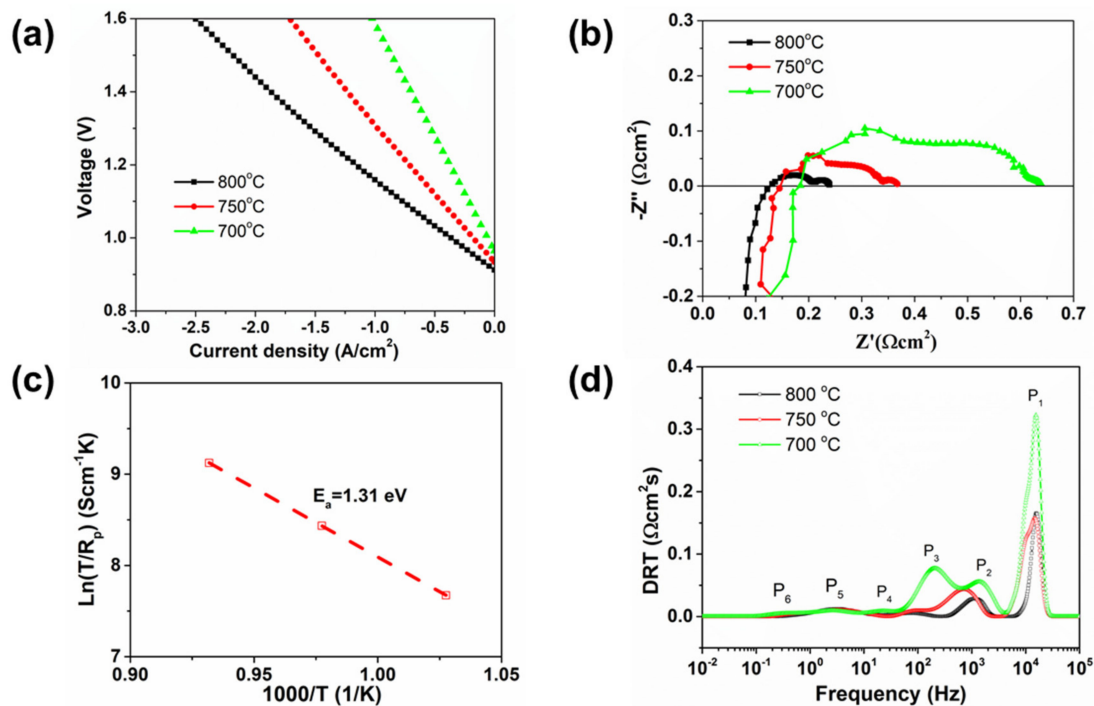 (a)
1.6
1.4
1.2
1.0
0.8
Voltage (V)
800°C
750°C
700°C
-3.0 -2.5 -2.0 -1.5 -1.0 -0.5 0.0
Current density (A/cm²)
(b)
0.3
0.2
0.1
0.0
-0.1
-0.2
-Z'' (Ωcm²)
800°C
750°C
700°C
0.0 0.1 0.2 0.3 0.4 0.5 0.6 0.7
Z'(Ωcm²)
(c)
10
9
8
7
Ln(T/Rₚ) (Scm⁻¹K)
Eₐ=1.31 eV
0.90 0.95 1.00 1.05
1000/T (1/K)
(d)
0.4
0.3
0.2
0.1
0.0
DRT (Ωcm²s)
800 °C
750 °C
700 °C
P₁
P₂
P₃
P₄
P₅
P₆
10⁻² 10⁻¹ 10⁰ 10¹ 10² 10³ 10⁴ 10⁵
Frequency (Hz)